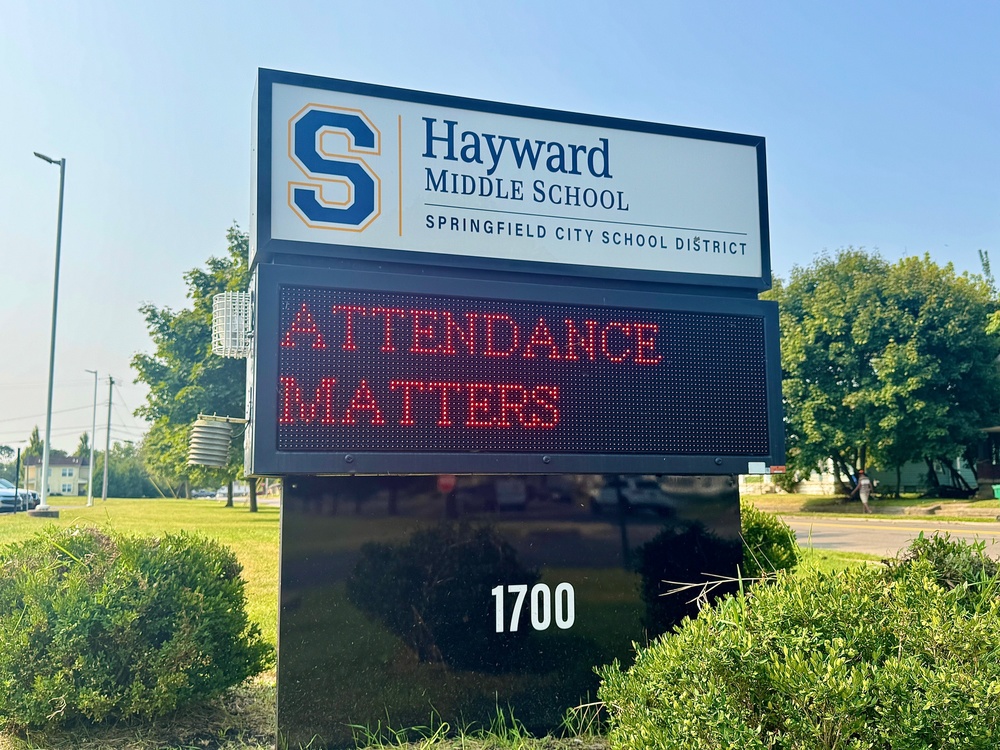 S
Hayward
MIDDLE SCHOOL
SPRINGFIELD CITY SCHOOL DISTRICT
ATTENDANCE
MATTERS
1700